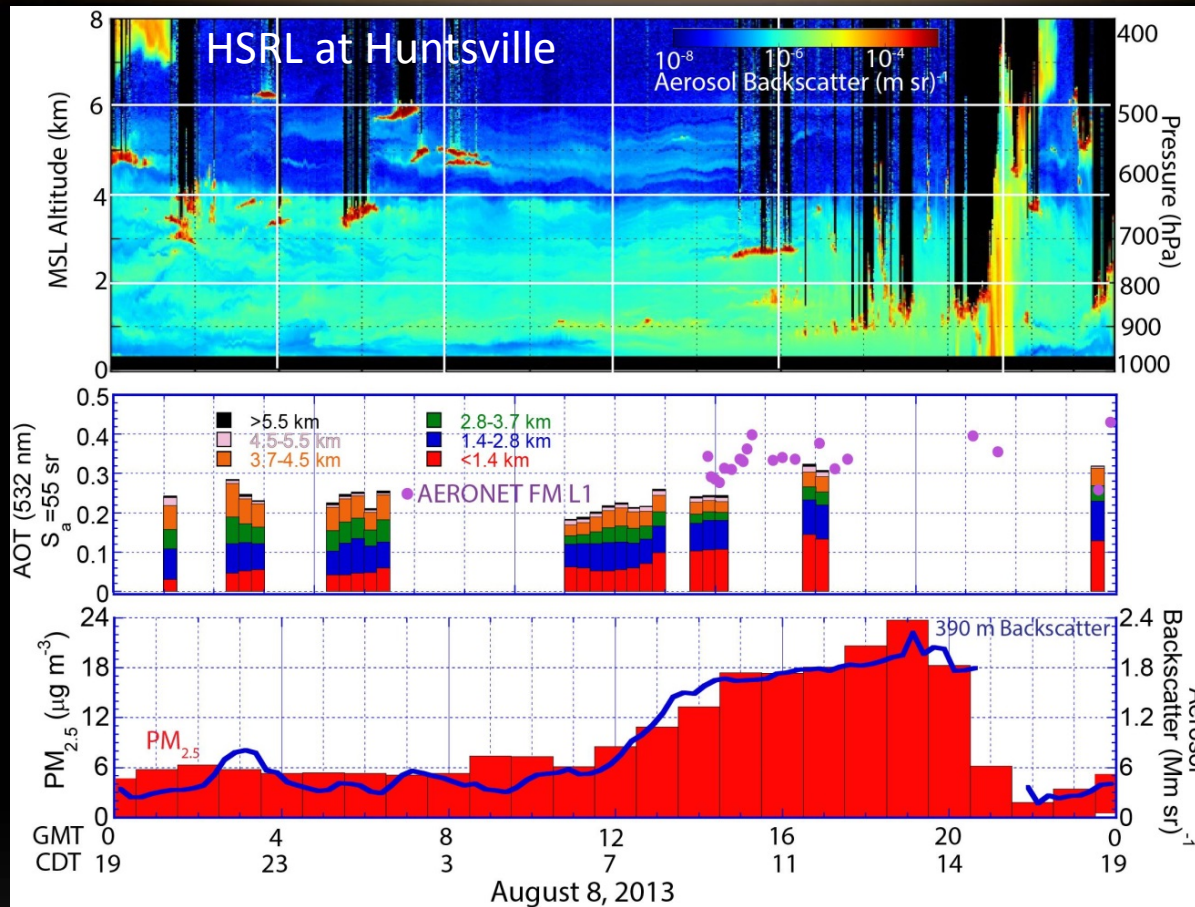 HSRL at Huntsville
10-8 10-6 10-4
Aerosol Backscatter (m sr)-1
MSL Altitude (km)
8
6
4
2
0
Pressure (hPa)
400
500
600
700
800
900
1000
AOT (532 nm)
Sa=55 sr
0.5
0.4
0.3
0.2
0.1
0
>5.5 km
4.5-5.5 km
3.7-4.5 km
2.8-3.7 km
1.4-2.8 km
<1.4 km
AERONET FM L1
PM2.5 (µg m-3)
24
18
12
6
0
PM2.5
390 m Backscatter
2.4
1.8
1.2
6
0
Aerosol
Backscatter (Mm sr)-1
GMT 0 4 8 12 16 20 0
CDT 19 23 3 7 11 14 19
August 8, 2013